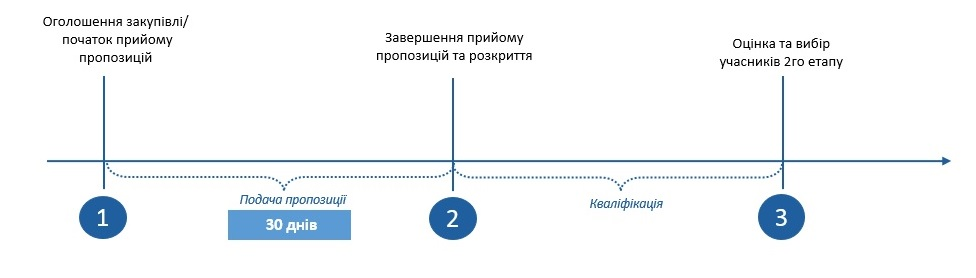 Оголошення закупівлі/
початок прийому
пропозицій
Завершення прийому
пропозицій та розкриття
Оцінка та вибір
учасників 2го етапу
Подача пропозиції
Кваліфікація
30 днів
1
2
3